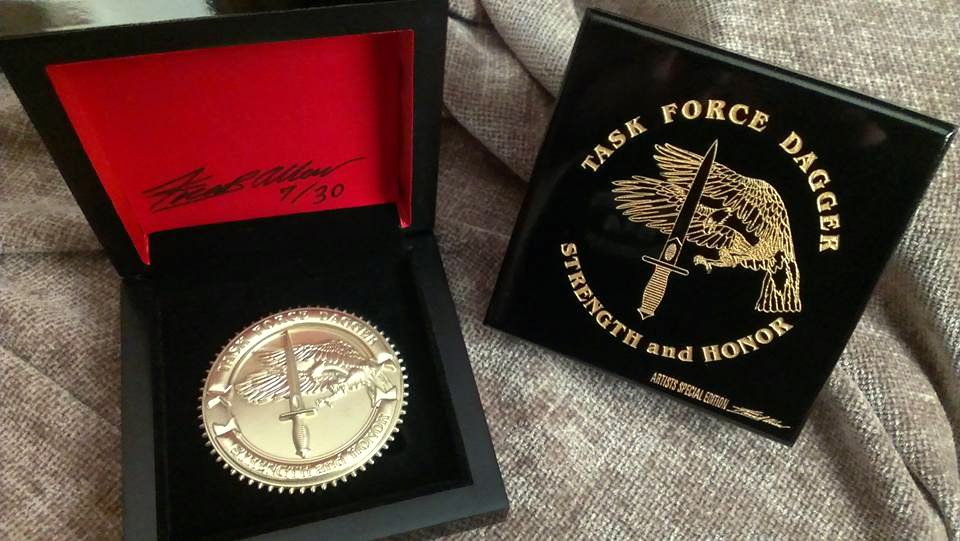 7/30
TASK FORCE DAGGER
STRENGTH and HONOR
TASK FORCE DAGGER
STRENGTH and HONOR
ARTISTS SPECIAL EDITION